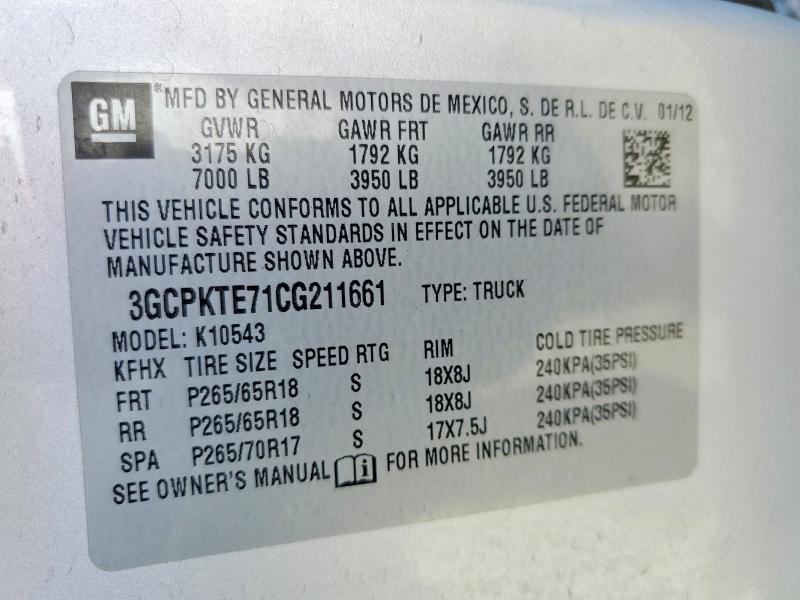 GM
® MFD BY GENERAL MOTORS DE MEXICO, S. DE R.L. DE C.V. 01/12
GVWR GAWR FRT GAWR RR
3175 KG 1792 KG 1792 KG
7000 LB 3950 LB 3950 LB
THIS VEHICLE CONFORMS TO ALL APPLICABLE U.S. FEDERAL MOTOR
VEHICLE SAFETY STANDARDS IN EFFECT ON THE DATE OF
MANUFACTURE SHOWN ABOVE.
3GCPKTE71CG211661 TYPE: TRUCK
MODEL: K10543
KFHX TIRE SIZE SPEED RTG RIM COLD TIRE PRESSURE
FRT P265/65R18 S 18X8J 240KPA(35PSI)
RR P265/65R18 S 18X8J 240KPA(35PSI)
SPA P265/70R17 S 17X7.5J 240KPA(35PSI)
SEE OWNER'S MANUAL i FOR MORE INFORMATION.